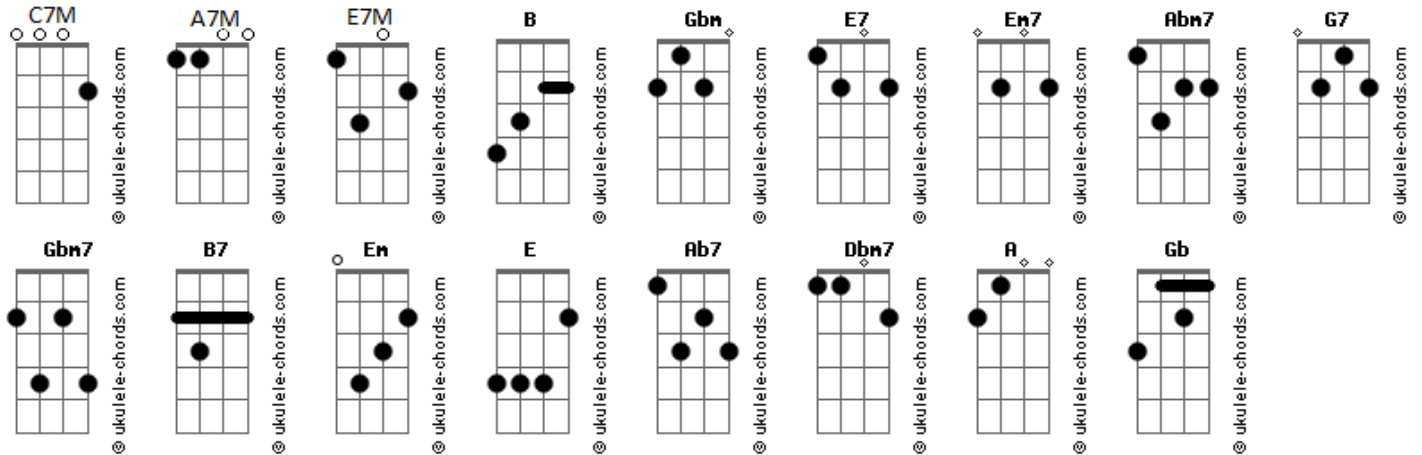 C7M A7M E7M B Gbm E7 Em7 Abm7 G7
© ukulele-chords.com © ukulele-chords.com © ukulele-chords.com © ukulele-chords.com © ukulele-chords.com © ukulele-chords.com © ukulele-chords.com © ukulele-chords.com © ukulele-chords.com
Gbm7 B7 Em E Ab7 Dbm7 A Gb
© ukulele-chords.com © ukulele-chords.com © ukulele-chords.com © ukulele-chords.com © ukulele-chords.com © ukulele-chords.com © ukulele-chords.com © ukulele-chords.com